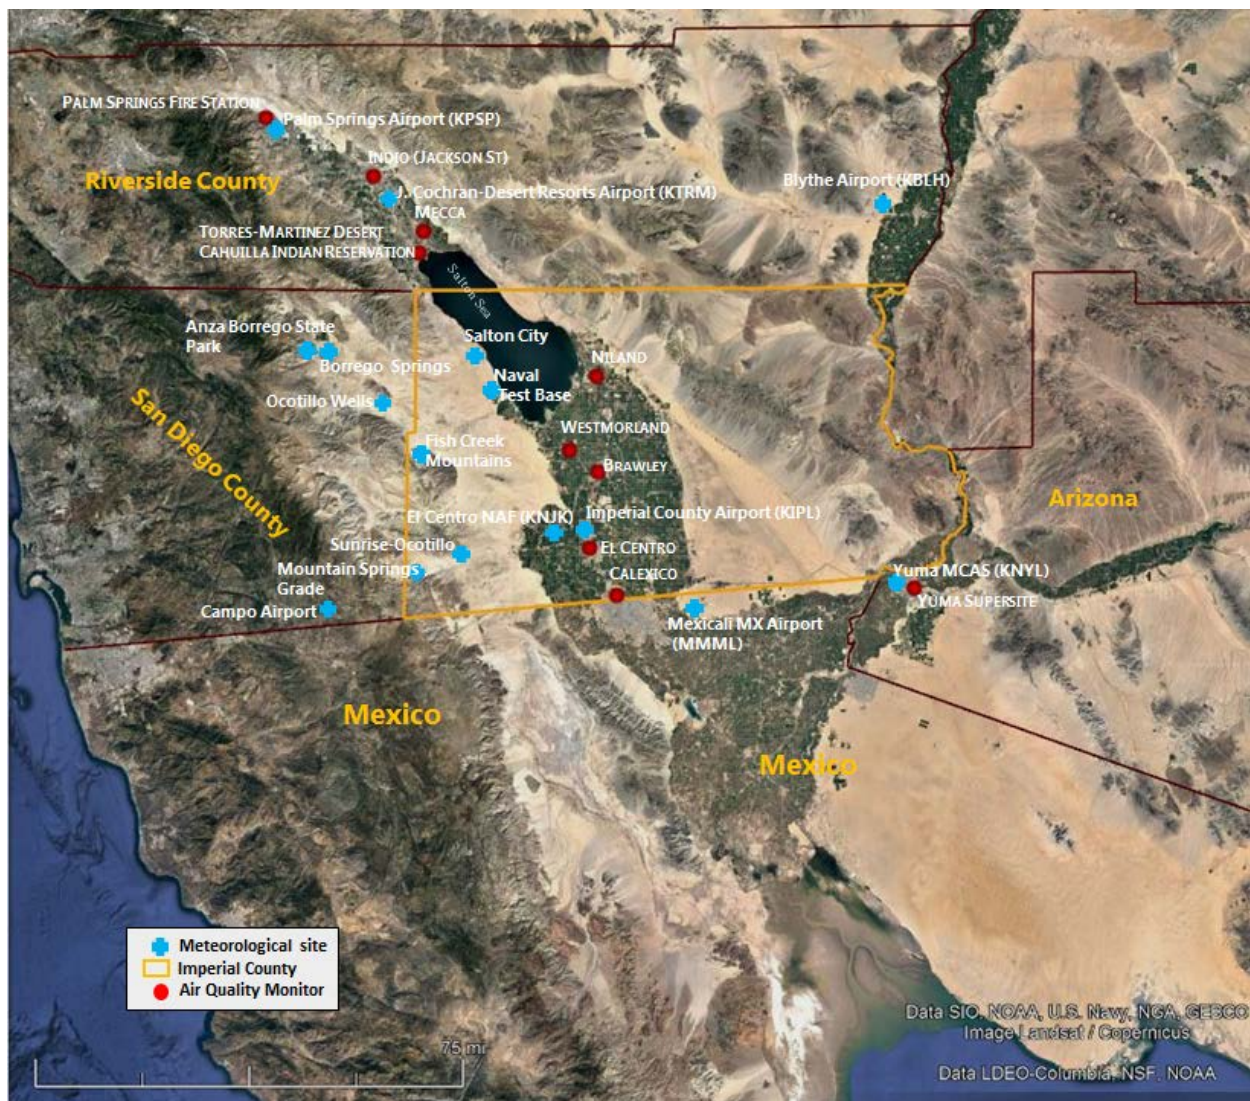 PALM SPRINGS FIRE STATION
Palm Springs Airport (KPSP)
INDIO (JACKSON ST)
Riverside County
J. Cochran-Desert Resorts Airport (KTRM)
Blythe Airport (KBLH)
MECCA
TORRES-MARTINEZ DESERT
CAHUILLA INDIAN RESERVATION
Salton Sea
Anza Borrego State
Park
Borrego Springs
Salton City
NILAND
Naval
Test Base
Ocotillo Wells
San Diego County
WESTMORLAND
Fish Creek
Mountains
BRAWLEY
Arizona
El Centro NAF (KNJK)
Imperial County Airport (KIPL)
Sunrise-Ocotillo
EL CENTRO
Mountain Springs
Grade
CALEXICO
Yuma MCAS (KNYL)
YUMA SUPERSITE
Campo Airport
Mexicali MX Airport
(MMML)
Mexico
Mexico
Meteorological site
Imperial County
Air Quality Monitor
75 mi
Data SIO, NOAA, U.S. Navy, NGA, GEBCO
Image Landsat / Copernicus
Data LDEO-Columbia, NSF, NOAA